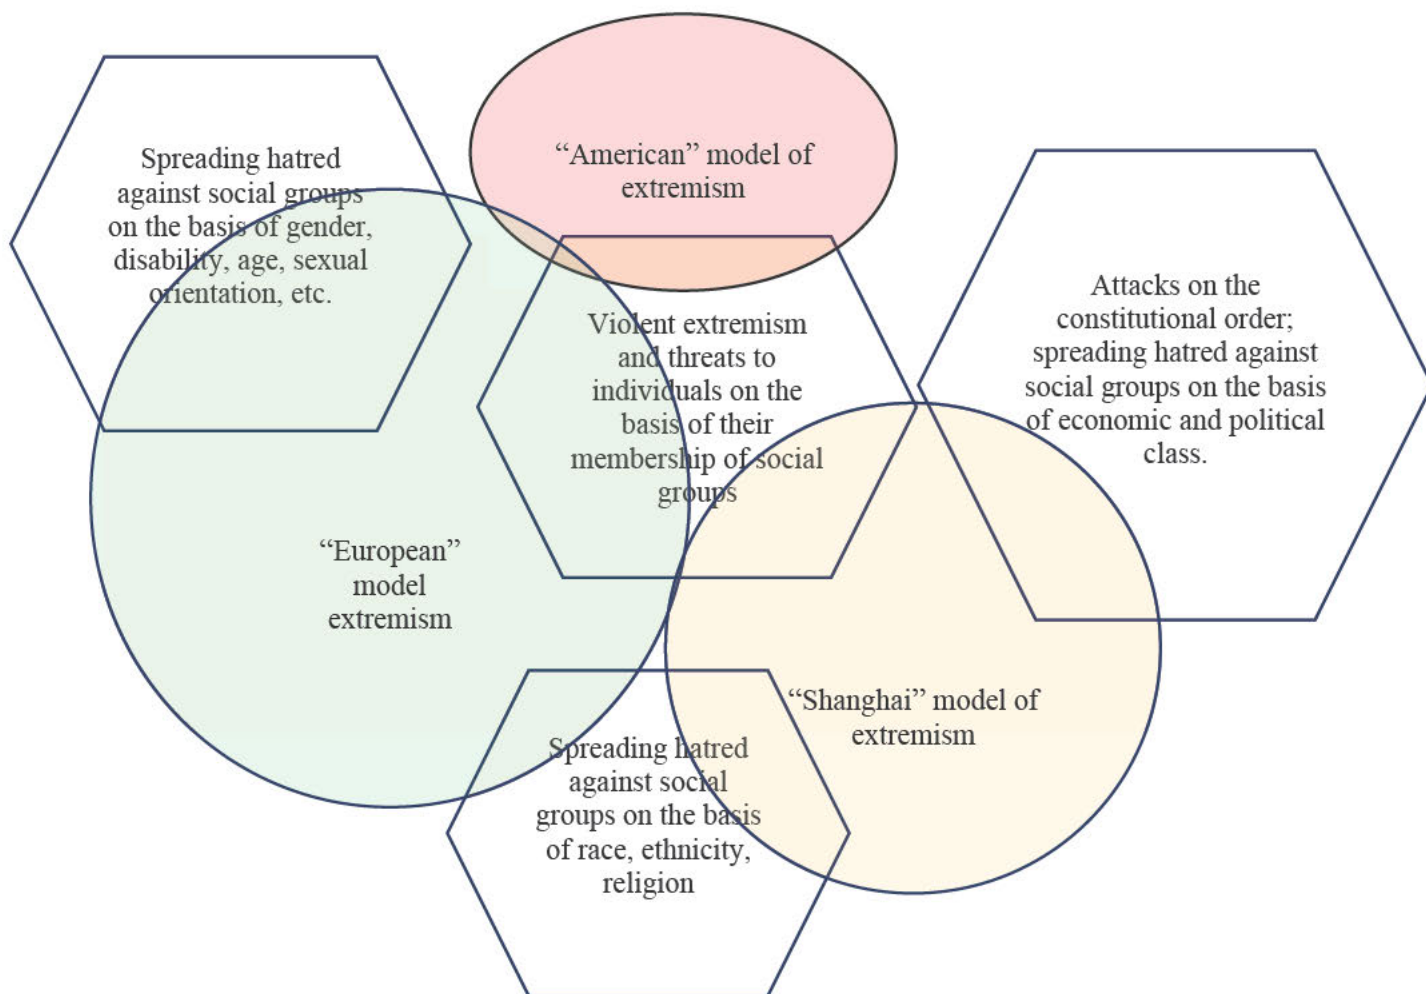 Spreading hatred
against social groups
on the basis of gender,
disability, age, sexual
orientation, etc.
“American” model of
extremism
Attacks on the
constitutional order;
spreading hatred against
social groups on the basis
of economic and political
class.
Violent extremism
and threats to
individuals on the
basis of their
membership of social
groups
“European”
model
extremism
“Shanghai” model of
extremism
Spreading hatred
against social
groups on the basis
of race, ethnicity,
religion